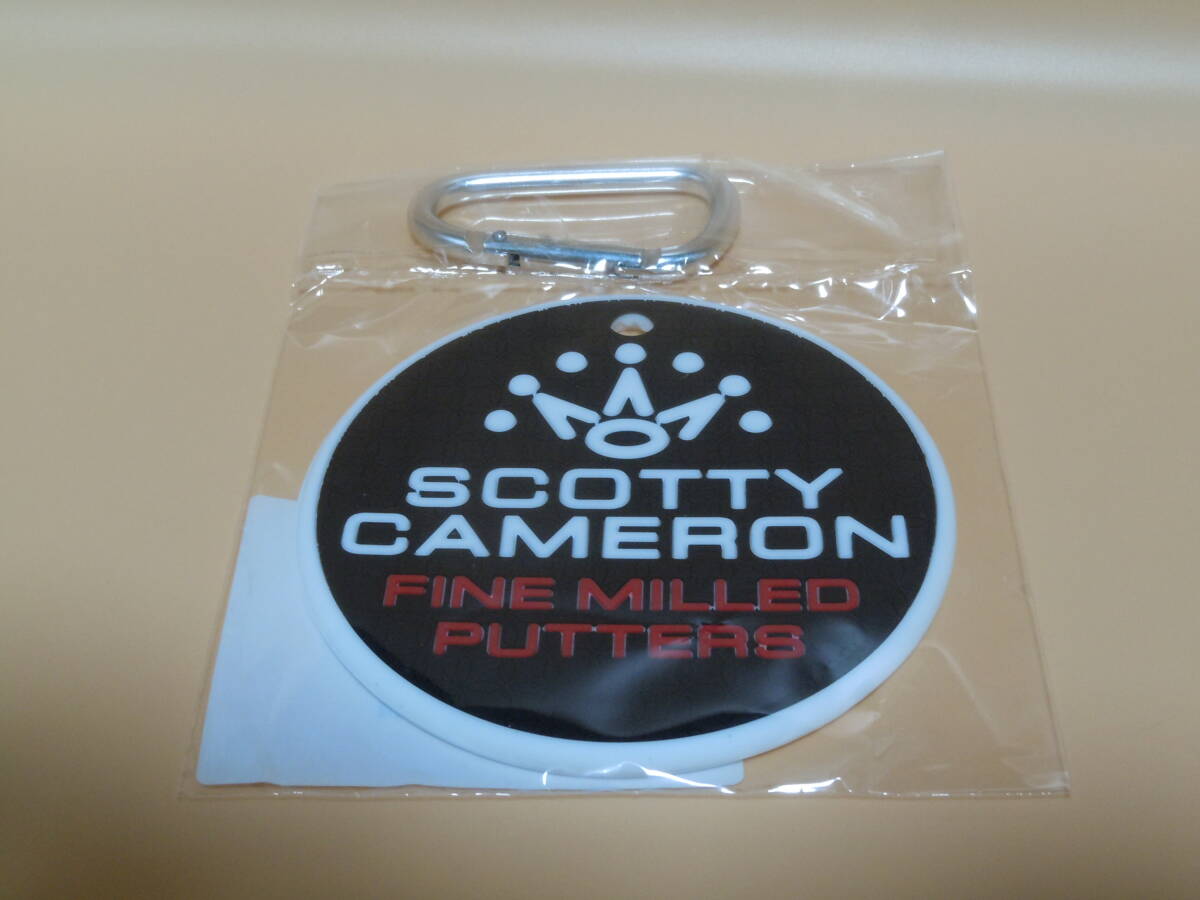 SCOTTY
CAMERON
FINE MILLED
PUTTERS